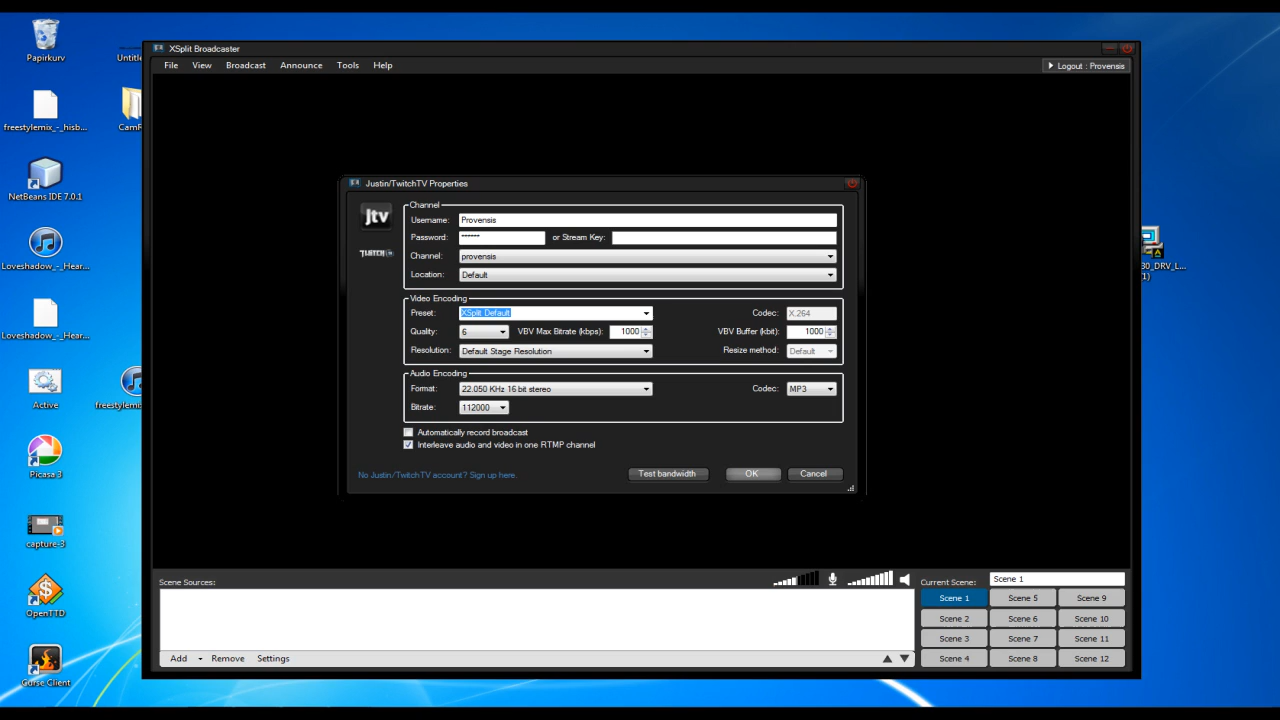 Papirkurv
Untitle
freestylemix_-_hisb...
CamR
NetBeans IDE 7.0.1
Loveshadow_-_Hear...
Loveshadow_-_Hear...
Active
freestylemix
Picasa 3
capture-3
OpenTTD
Curse Client
30_DRV_L...
1)
XSplit Broadcaster
File View Broadcast Announce Tools Help
Logout : Provensis
Justin/TwitchTV Properties
jtv
TWITCH
Channel
Username: Provensis
Password: ****** or Stream Key:
Channel: provensis
Location: Default
Video Encoding
Preset: XSplit Default Codec: X.264
Quality: 6 VBV Max Bitrate (kbps): 1000 VBV Buffer (kbit): 1000
Resolution: Default Stage Resolution Resize method: Default
Audio Encoding
Format: 22.050 KHz 16 bit stereo Codec: MP3
Bitrate: 112000
Automatically record broadcast
Interleave audio and video in one RTMP channel
No Justin/TwitchTV account? Sign up here.
Test bandwidth OK Cancel
Scene Sources:
Add Remove Settings
Current Scene: Scene 1
Scene 1 Scene 5 Scene 9
Scene 2 Scene 6 Scene 10
Scene 3 Scene 7 Scene 11
Scene 4 Scene 8 Scene 12